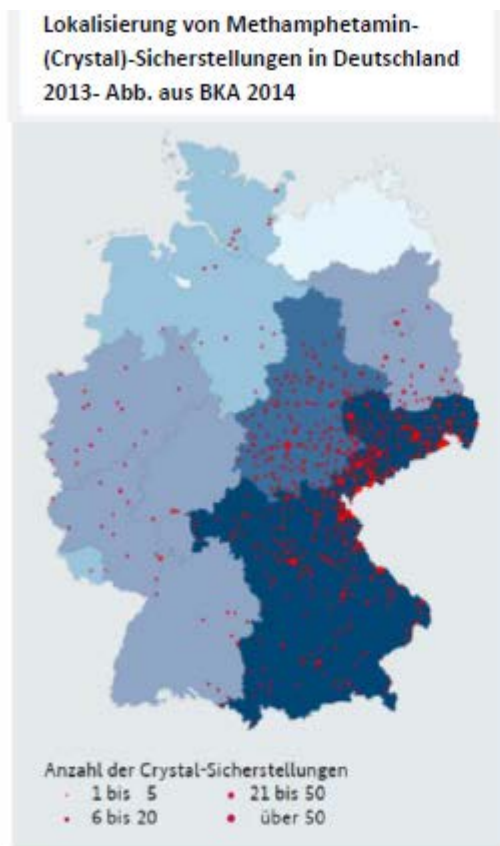 Lokalisierung von Methamphetamin-
(Crystal)-Sicherstellungen in Deutschland
2013- Abb. aus BKA 2014
Anzahl der Crystal-Sicherstellungen
1 bis 5
21 bis 50
6 bis 20
über 50